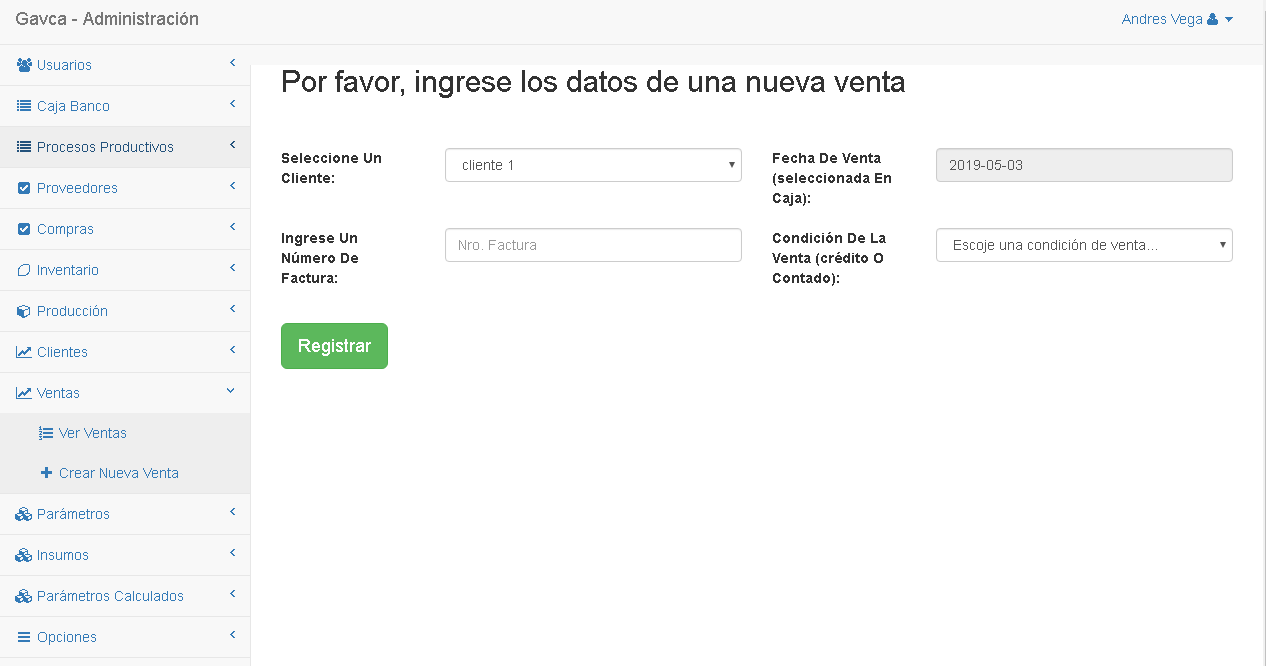 Gavca - Administración
Andres Vega
Usuarios
Caja Banco
Procesos Productivos
Proveedores
Compras
Inventario
Producción
Clientes
Ventas
Ver Ventas
Crear Nueva Venta
Parámetros
Insumos
Parámetros Calculados
Opciones
Por favor, ingrese los datos de una nueva venta
Seleccione Un
Cliente:
cliente 1
Fecha De Venta
(seleccionada En
Caja):
2019-05-03
Ingrese Un
Número De
Factura:
Nro. Factura
Condición De La
Venta (crédito O
Contado):
Escoje una condición de venta...
Registrar